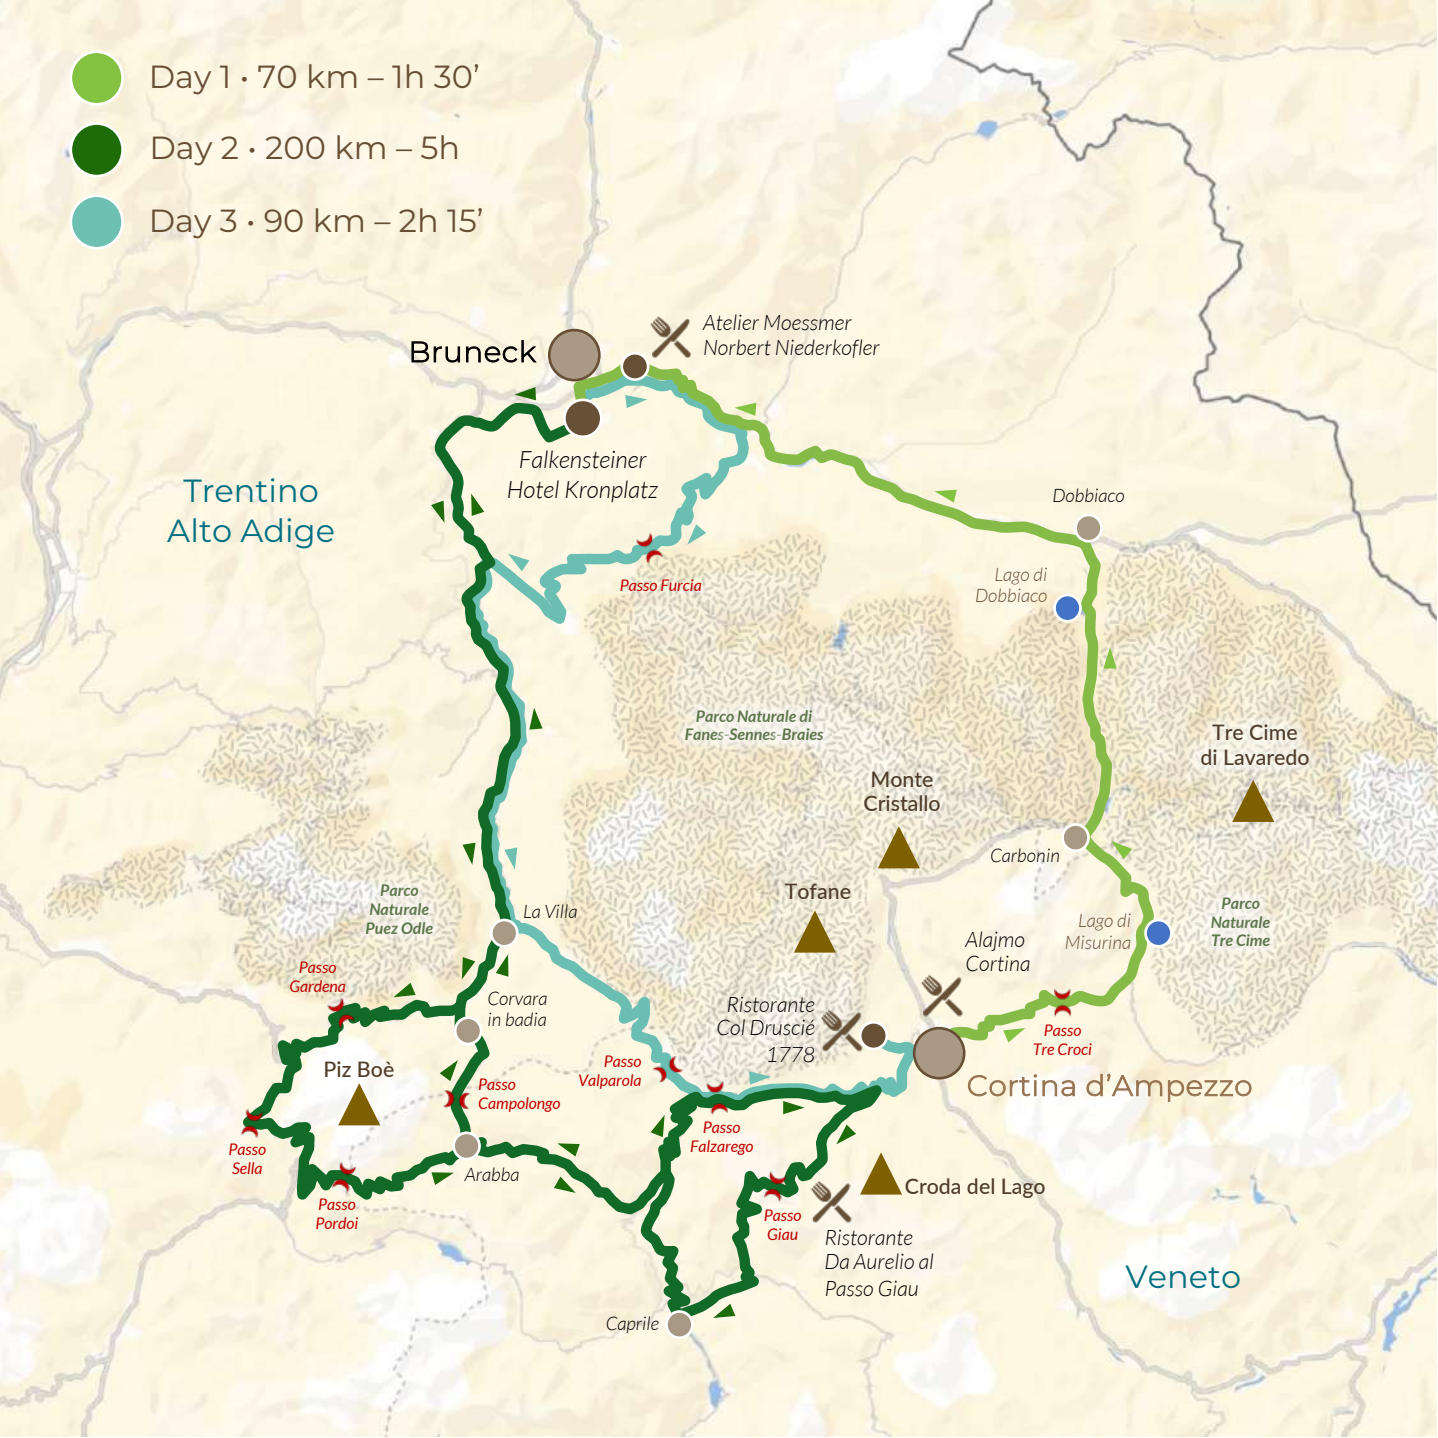 Day 1 • 70 km – 1h 30’
Day 2 • 200 km – 5h
Day 3 • 90 km – 2h 15’
Atelier Moessmer
Norbert Niederkofler
Bruneck
Falkensteiner
Hotel Kronplatz
Trentino
Alto Adige
Dobbiaco
Lago di
Dobbiaco
Passo Furcia
Parco Naturale di
Fanes-Sennes-Braies
Tre Cime
di Lavaredo
Monte
Cristallo
Carbonin
Tofane
Parco
Naturale
Puez Odle
La Villa
Lago di
Misurina
Parco
Naturale
Tre Cime
Alajmo
Cortina
Passo
Gardena
Corvara
in badia
Ristorante
Col Druscié
1778
Passo
Tre Croci
Piz Boè
Passo
Valparola
Passo
Campolongo
Cortina d’Ampezzo
Passo
Falzarego
Passo
Sella
Arabba
Passo
Pordoi
Croda del Lago
Passo
Giau
Ristorante
Da Aurelio al
Passo Giau
Veneto
Caprile